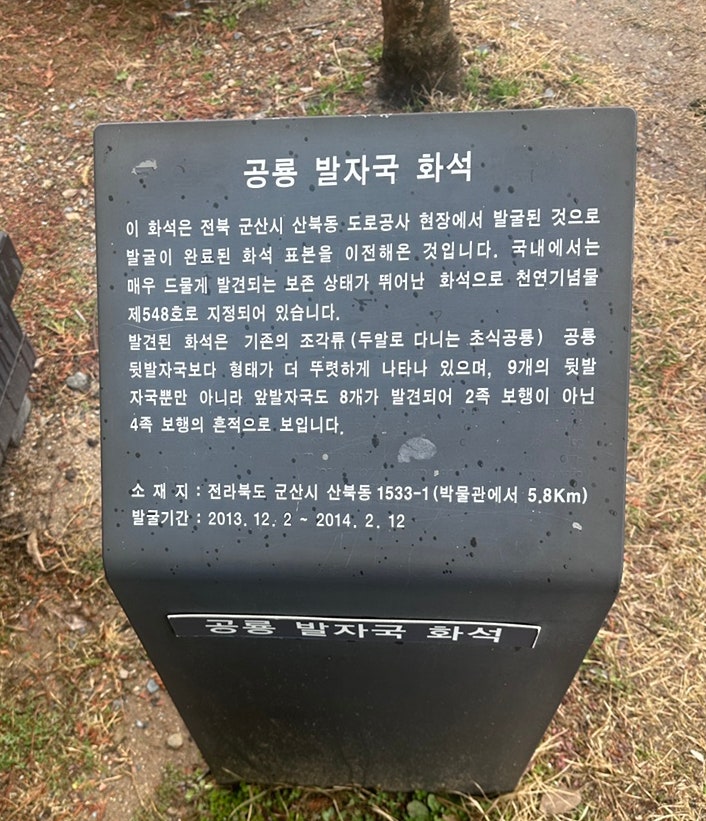 공룡 발자국 화석
이 화석은 전북 군산시 산북동 도로공사 현장에서 발굴된 것으로
발굴이 완료된 화석 표본을 이전해온 것입니다. 국내에서는
매우 드물게 발견되는 보존 상태가 뛰어난 화석으로 천연기념물
제548호로 지정되어 있습니다.
발견된 화석은 기존의 조각류(두발로 다니는 초식공룡) 공룡
뒷발자국보다 형태가 더 뚜렷하게 나타나 있으며, 9개의 뒷발
자국뿐만 아니라 앞발자국도 8개가 발견되어 2족 보행이 아닌
4족 보행의 흔적으로 보입니다.
소 재 지 : 전라북도 군산시 산북동 1533-1(박물관에서 5.8Km)
발굴기간 : 2013. 12. 2 ~ 2014. 2. 12
공룡 발자국 화석